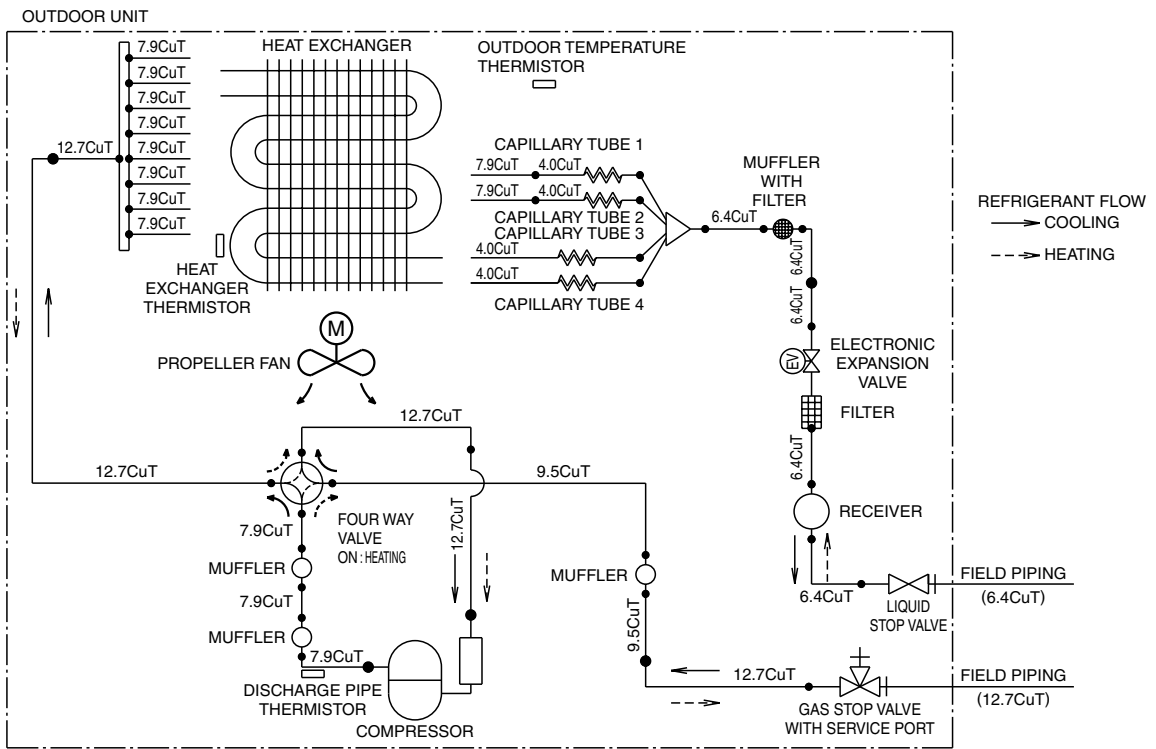 OUTDOOR UNIT
7.9CuT
7.9CuT
7.9CuT
7.9CuT
7.9CuT
7.9CuT
7.9CuT
7.9CuT
12.7CuT
HEAT EXCHANGER
HEAT
EXCHANGER
THERMISTOR
OUTDOOR TEMPERATURE
THERMISTOR
CAPILLARY TUBE 1
7.9CuT 4.0CuT
7.9CuT 4.0CuT
CAPILLARY TUBE 2
CAPILLARY TUBE 3
4.0CuT
4.0CuT
CAPILLARY TUBE 4
6.4CuT
MUFFLER
WITH
FILTER
6.4CuT
6.4CuT
EV
ELECTRONIC
EXPANSION
VALVE
FILTER
6.4CuT
RECEIVER
REFRIGERANT FLOW
COOLING
HEATING
M
PROPELLER FAN
12.7CuT
12.7CuT
9.5CuT
12.7CuT
FOUR WAY
VALVE
ON : HEATING
7.9CuT
MUFFLER
7.9CuT
MUFFLER
7.9CuT
DISCHARGE PIPE
THERMISTOR
COMPRESSOR
MUFFLER
9.5CuT
6.4CuT
LIQUID
STOP VALVE
FIELD PIPING
(6.4CuT)
12.7CuT
GAS STOP VALVE
WITH SERVICE PORT
FIELD PIPING
(12.7CuT)